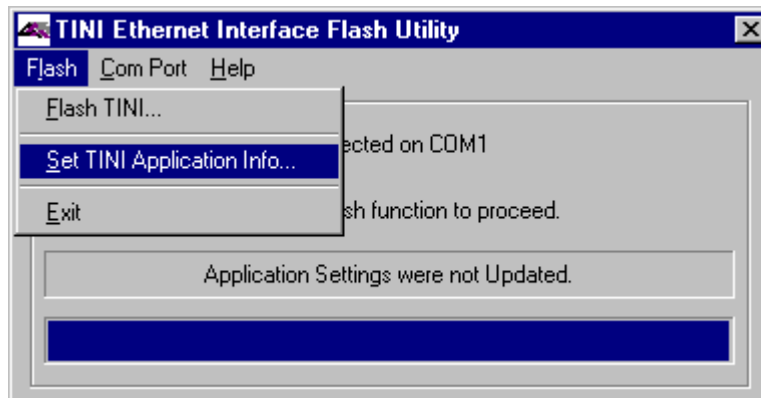 TINI Ethernet Interface Flash Utility
Flash Com Port Help
Flash TINI...
ected on COM1
Set TINI Application Info...
Exit
sh function to proceed.
Application Settings were not Updated.